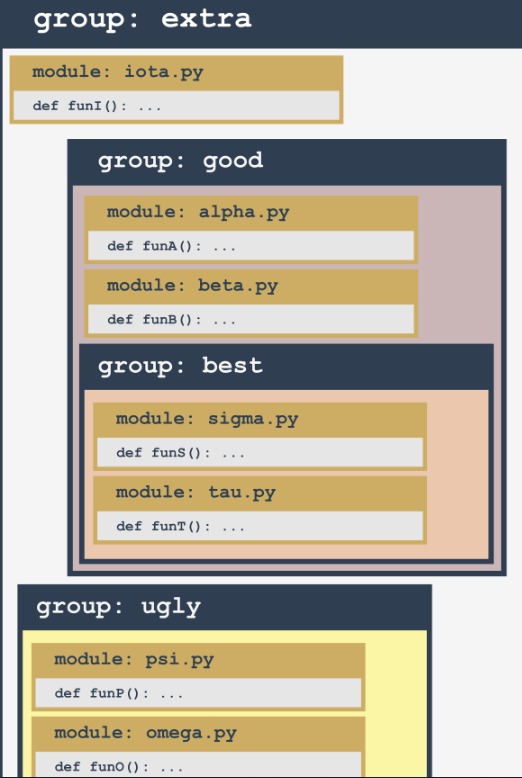 group: extra
module: iota.py
def funI(): ...
group: good
module: alpha.py
def funA(): ...
module: beta.py
def funB(): ...
group: best
module: sigma.py
def funS(): ...
module: tau.py
def funT(): ...
group: ugly
module: psi.py
def funP(): ...
module: omega.py
def funO(): ...